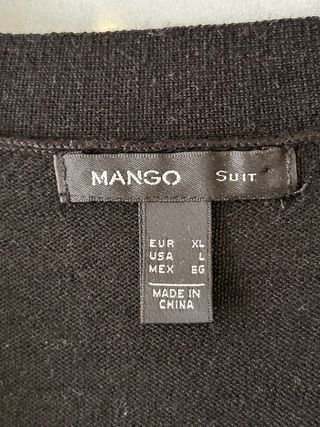 MANGO SUIT
EUR XL
USA L
MEX EG
MADE IN
CHINA